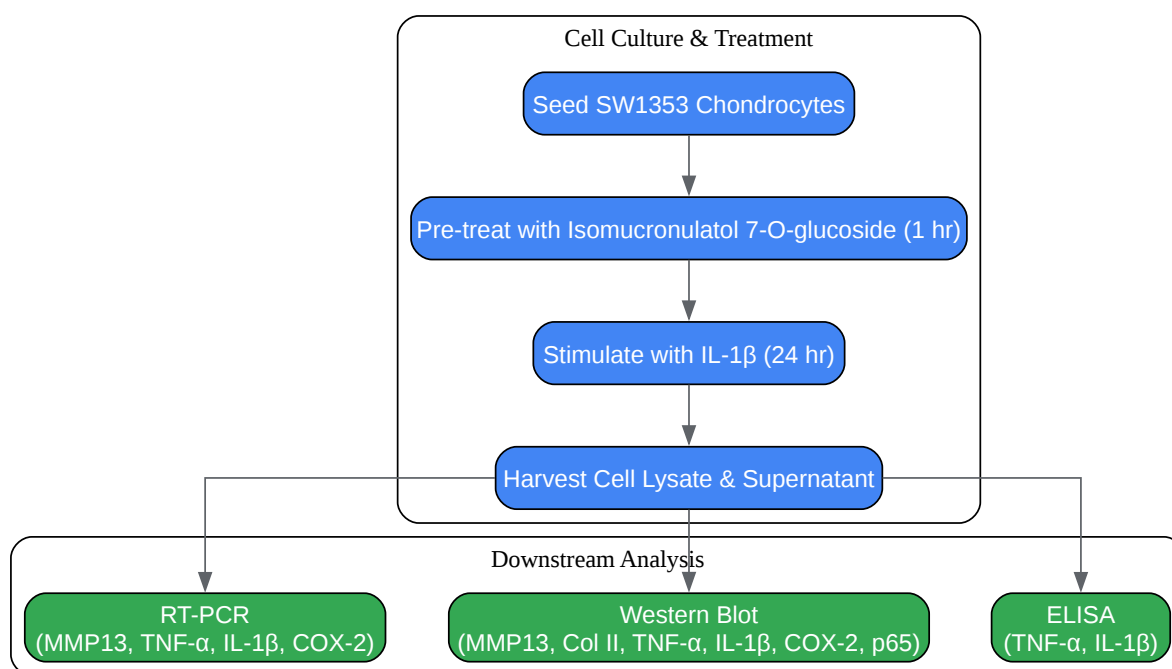 Cell Culture & Treatment
Seed SW1353 Chondrocytes
Pre-treat with Isomucronulatol 7-O-glucoside (1 hr)
Stimulate with IL-1β (24 hr)
Harvest Cell Lysate & Supernatant
Downstream Analysis
RT-PCR
(MMP13, TNF-α, IL-1β, COX-2)
Western Blot
(MMP13, Col II, TNF-α, IL-1β, COX-2, p65)
ELISA
(TNF-α, IL-1β)